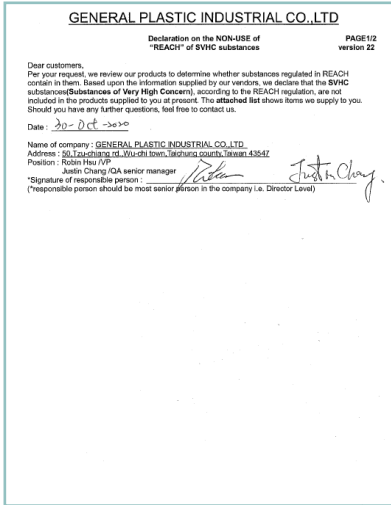 GENERAL PLASTIC INDUSTRIAL CO.,LTD
Declaration on the NON-USE of PAGE1/2
"REACH" of SVHC substances version 22
Dear customers,
Per your request, we review our products to determine whether substances regulated in REACH
contain in them. Based upon the information supplied by our vendors, we declare that the SVHC
substances(Substances of Very High Concern), according to the REACH regulation, are not
included in the products supplied to you at present. The attached list shows items we supply to you.
Should you have any further questions, feel free to contact us.
Date : 30-Oct-2020
Name of company : GENERAL PLASTIC INDUSTRIAL CO.,LTD
Address : 50,Tzu-chiang rd.,Wu-chi town,Taichung county,Taiwan 43547
Position : Robin Hsu /VP
Justin Chang /QA senior manager
*Signature of responsible person : Justin Chang.
(*responsible person should be most senior person in the company i.e. Director Level)